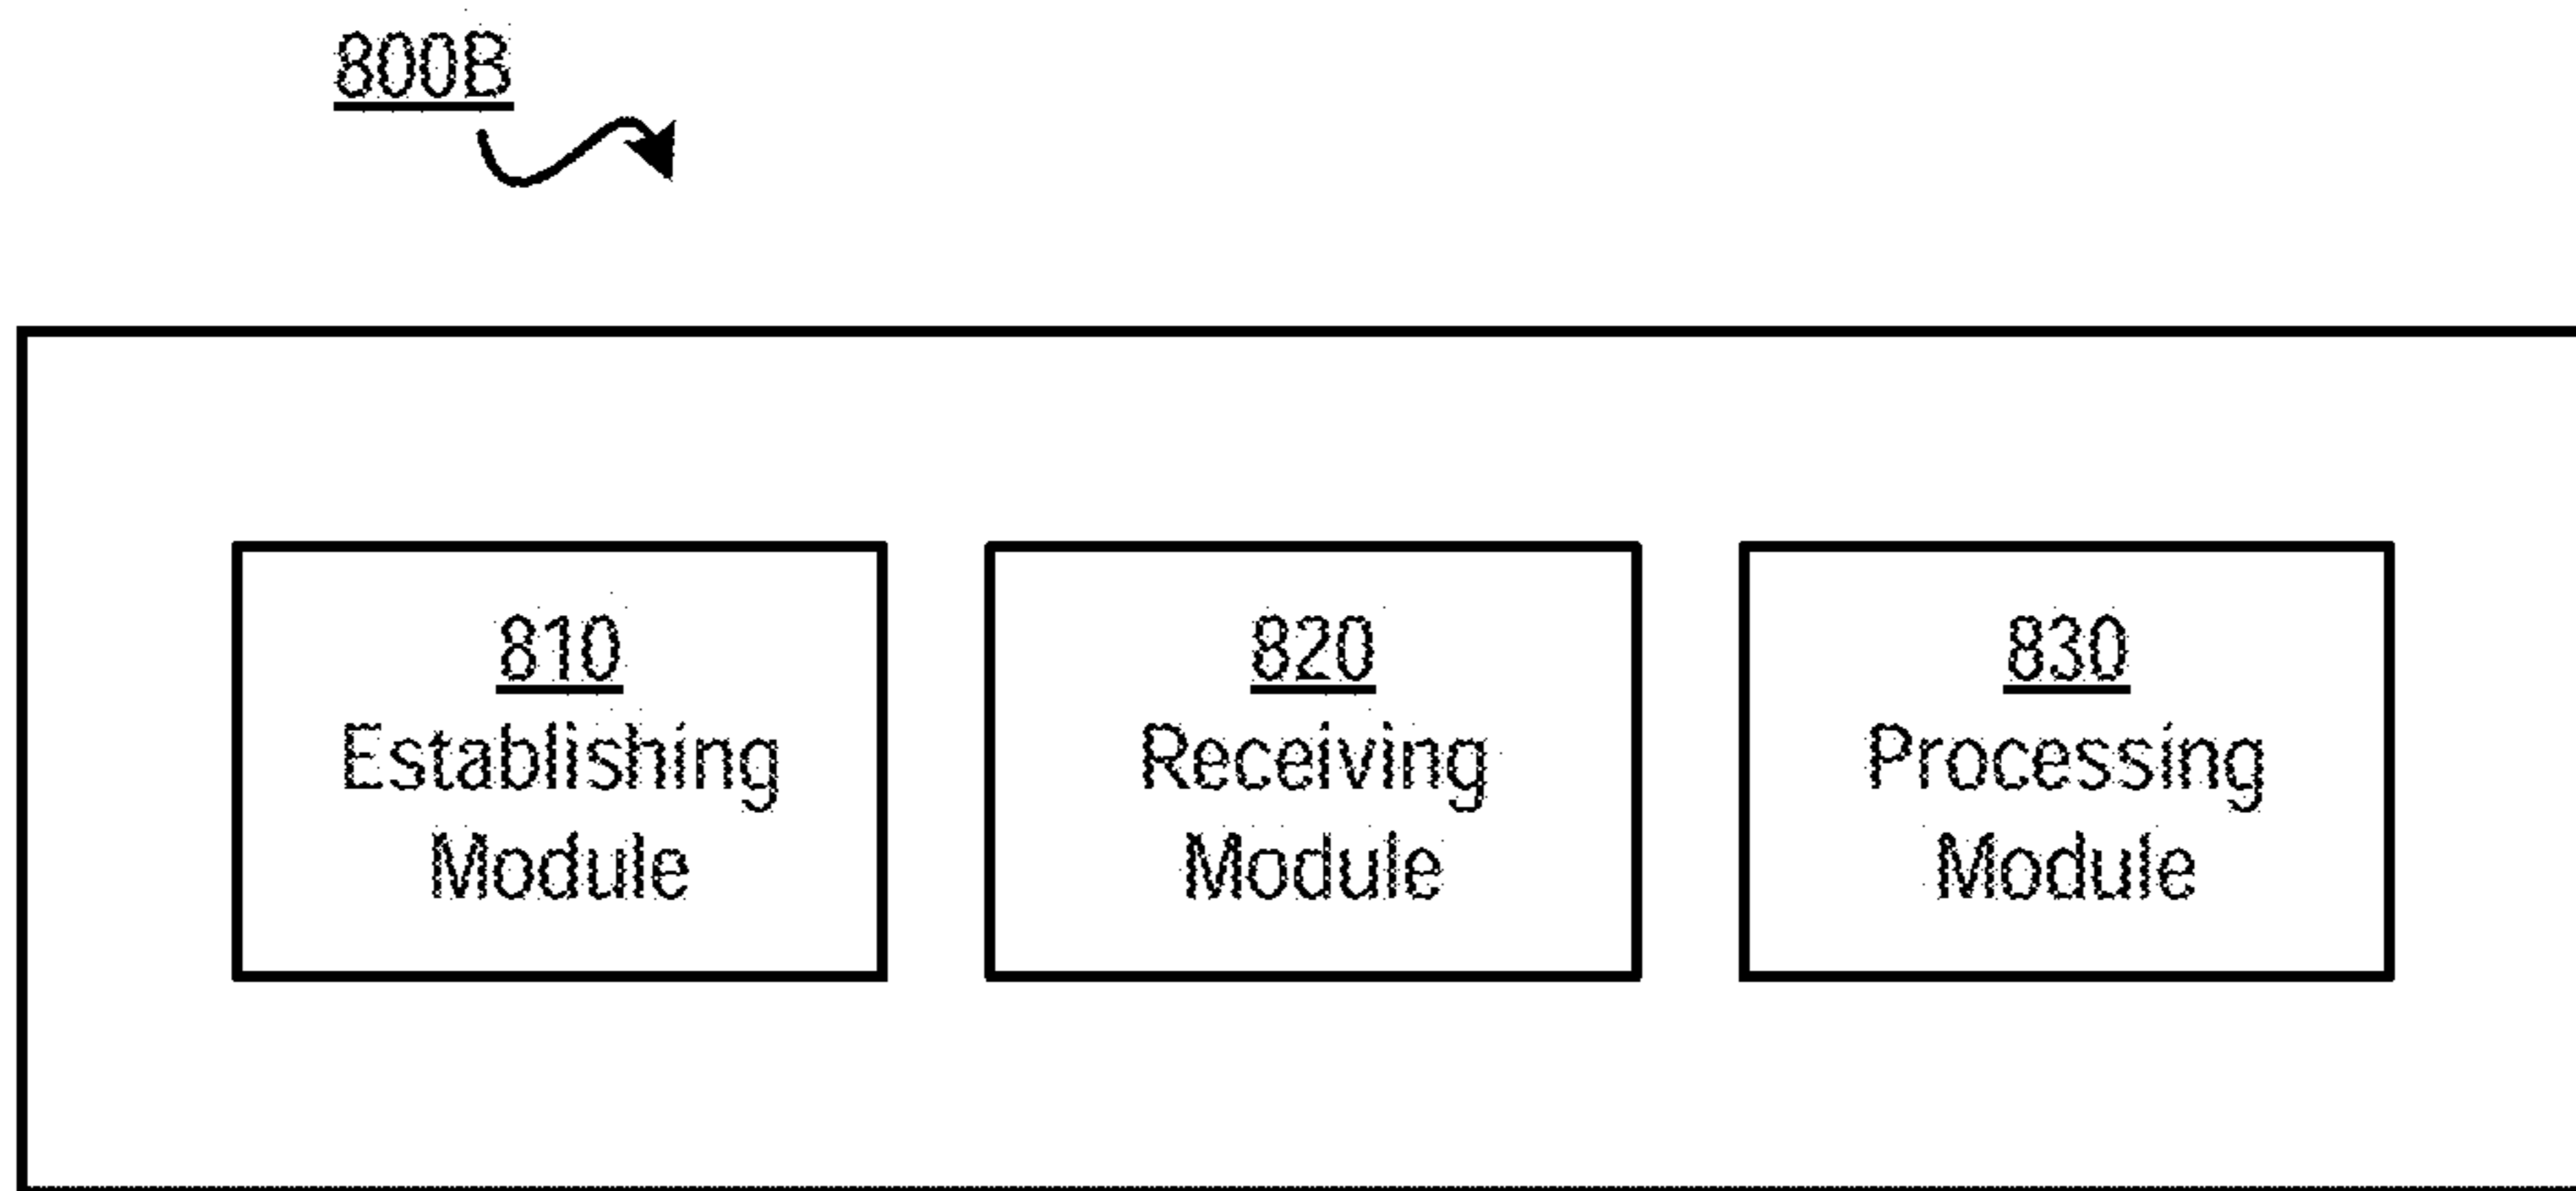 800B
810
Establishing
Module
820
Receiving
Module
830
Processing
Module